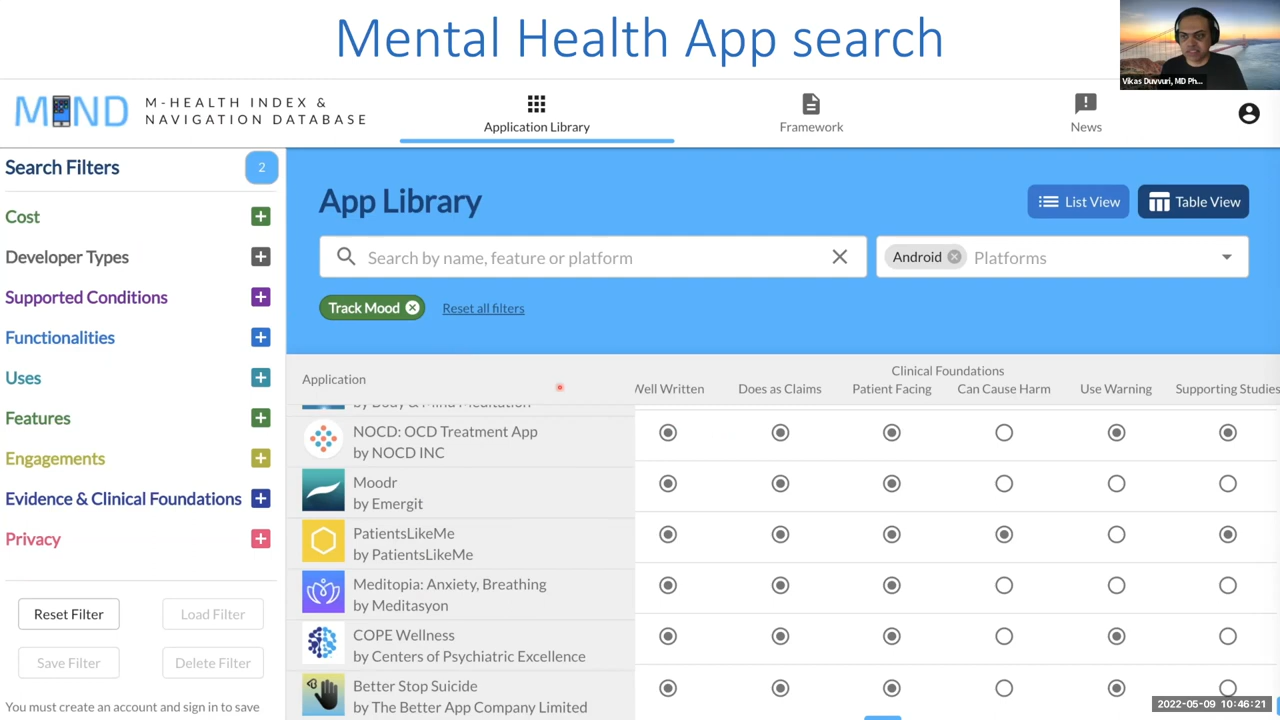 Mental Health App search
Vikas Duvvuri, MD Ph...
MIND
M-HEALTH INDEX &
NAVIGATION DATABASE
Application Library
Framework
News
Search Filters
2
Cost
Developer Types
Supported Conditions
Functionalities
Uses
Features
Engagements
Evidence & Clinical Foundations
Privacy
Reset Filter
Load Filter
Save Filter
Delete Filter
You must create an account and sign in to save
App Library
List View
Table View
Search by name, feature or platform
Android
Platforms
Track Mood
Reset all filters
Application
Clinical Foundations
Well Written
Does as Claims
Patient Facing
Can Cause Harm
Use Warning
Supporting Studies
by Body & Mind Meditation
NOCD: OCD Treatment App
by NOCD INC
Moodr
by Emergit
PatientsLikeMe
by PatientsLikeMe
Meditopia: Anxiety, Breathing
by Meditasyon
COPE Wellness
by Centers of Psychiatric Excellence
Better Stop Suicide
by The Better App Company Limited
2022-05-09 10:46:21